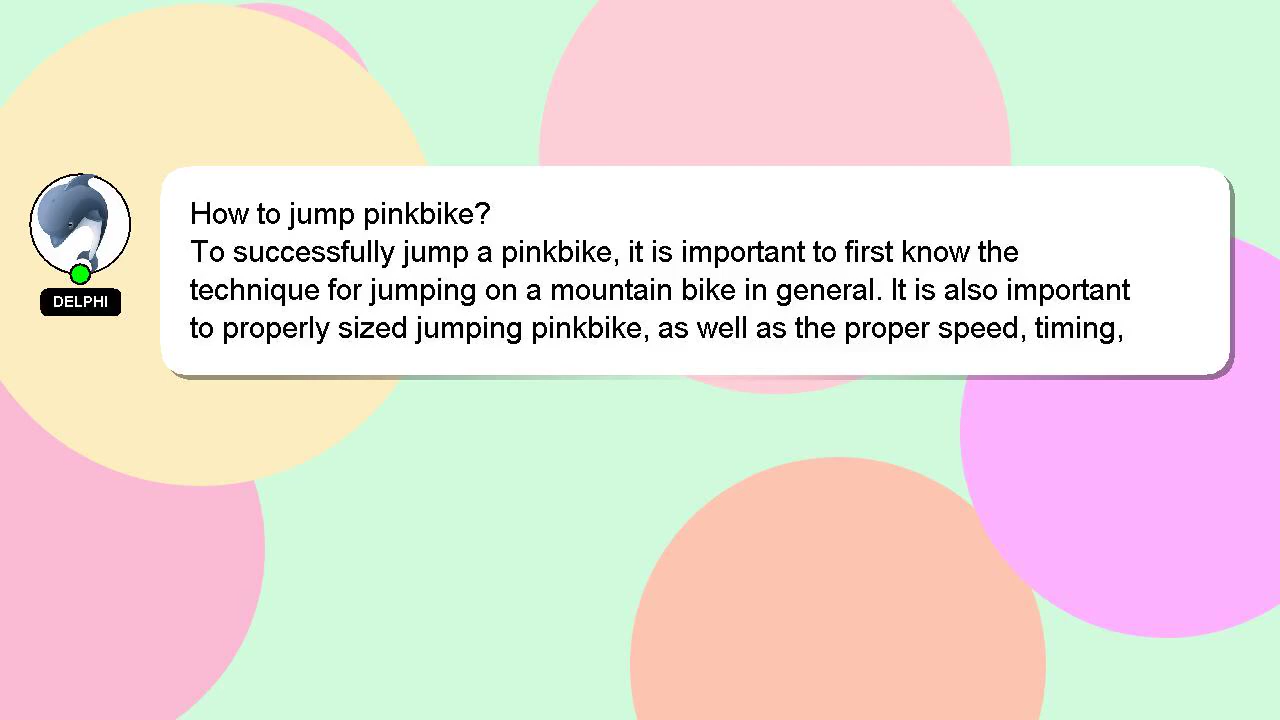 How to jump pinkbike?
To successfully jump a pinkbike, it is important to first know the
technique for jumping on a mountain bike in general. It is also important
to properly sized jumping pinkbike, as well as the proper speed, timing,
DELPHI